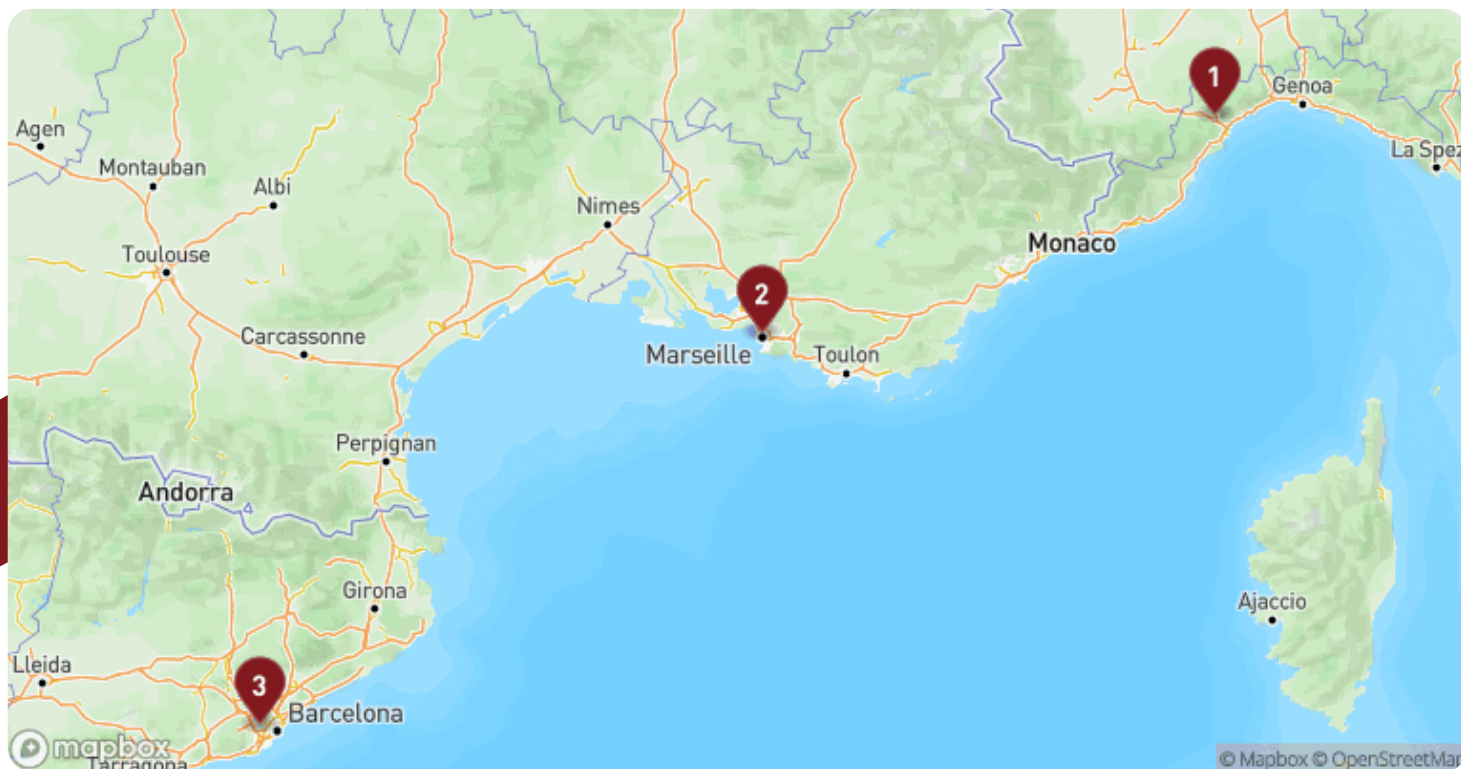 1
Genoa
Agen
La Spez
Montauban
Albi
Nimes
Monaco
Toulouse
2
Carcassonne
Marseille
Toulon
Perpignan
Andorra
Girona
Ajaccio
Lleida
3
Barcelona
mapbox
Tarragona
© Mapbox © OpenStreetMap